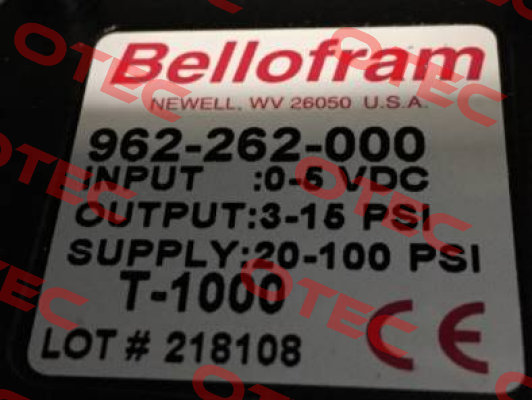 Bellofram
NEWELL, WV 26050 U.S.A.
962-262-000
INPUT :0-5 VDC
OUTPUT:3-15 PSI
SUPPLY:20-100 PSI
T-1000
LOT # 218108 CE
OTEC